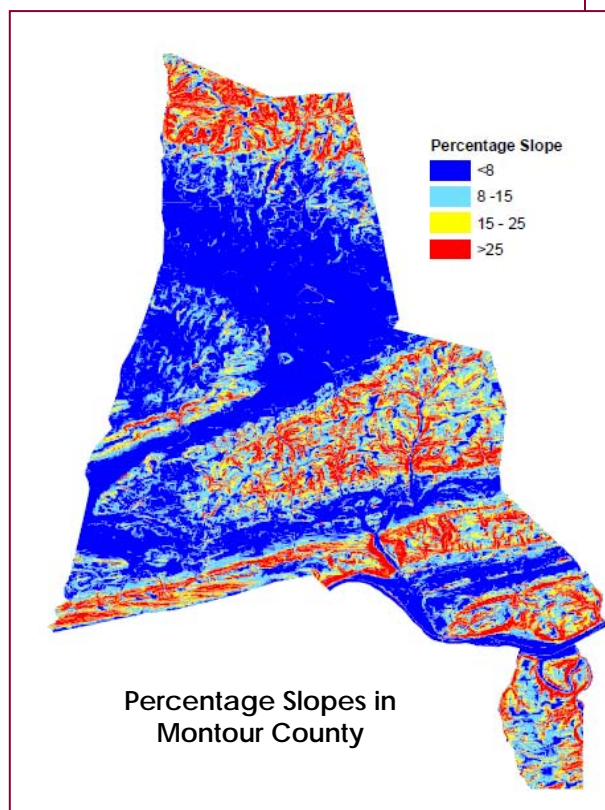 Percentage Slope
<8
8 -15
15 - 25
>25
Percentage Slopes in
Montour County